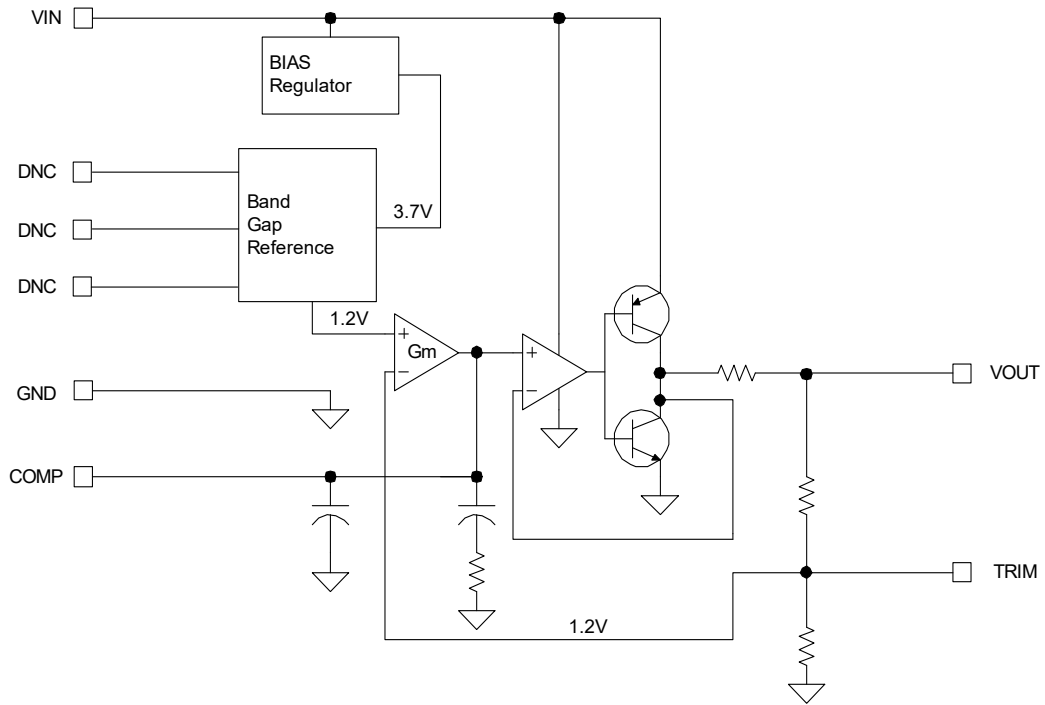 VIN
BIAS
Regulator
DNC
Band
Gap
Reference
3.7V
DNC
DNC
1.2V
+
Gm
−
+
−
VOUT
GND
COMP
TRIM
1.2V